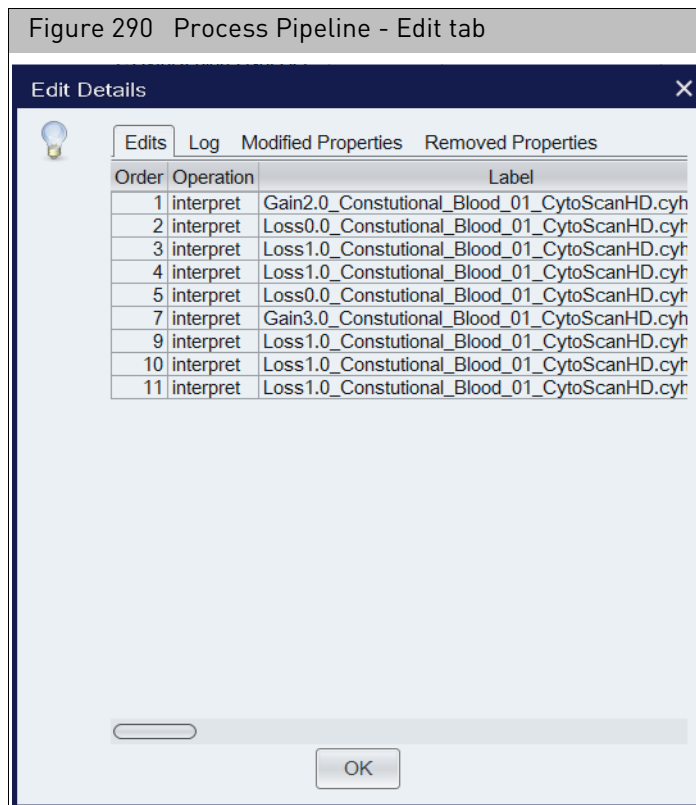 Figure 290 Process Pipeline - Edit tab
Edit Details
Edits Log Modified Properties Removed Properties
Order Operation Label
1 interpret Gain2.0_Constutional_Blood_01_CytoScanHD.cyh
2 interpret Loss0.0_Constutional_Blood_01_CytoScanHD.cyh
3 interpret Loss1.0_Constutional_Blood_01_CytoScanHD.cyh
4 interpret Loss1.0_Constutional_Blood_01_CytoScanHD.cyh
5 interpret Loss0.0_Constutional_Blood_01_CytoScanHD.cyh
7 interpret Gain3.0_Constutional_Blood_01_CytoScanHD.cyh
9 interpret Loss1.0_Constutional_Blood_01_CytoScanHD.cyh
10 interpret Loss1.0_Constutional_Blood_01_CytoScanHD.cyh
11 interpret Loss1.0_Constutional_Blood_01_CytoScanHD.cyh
OK